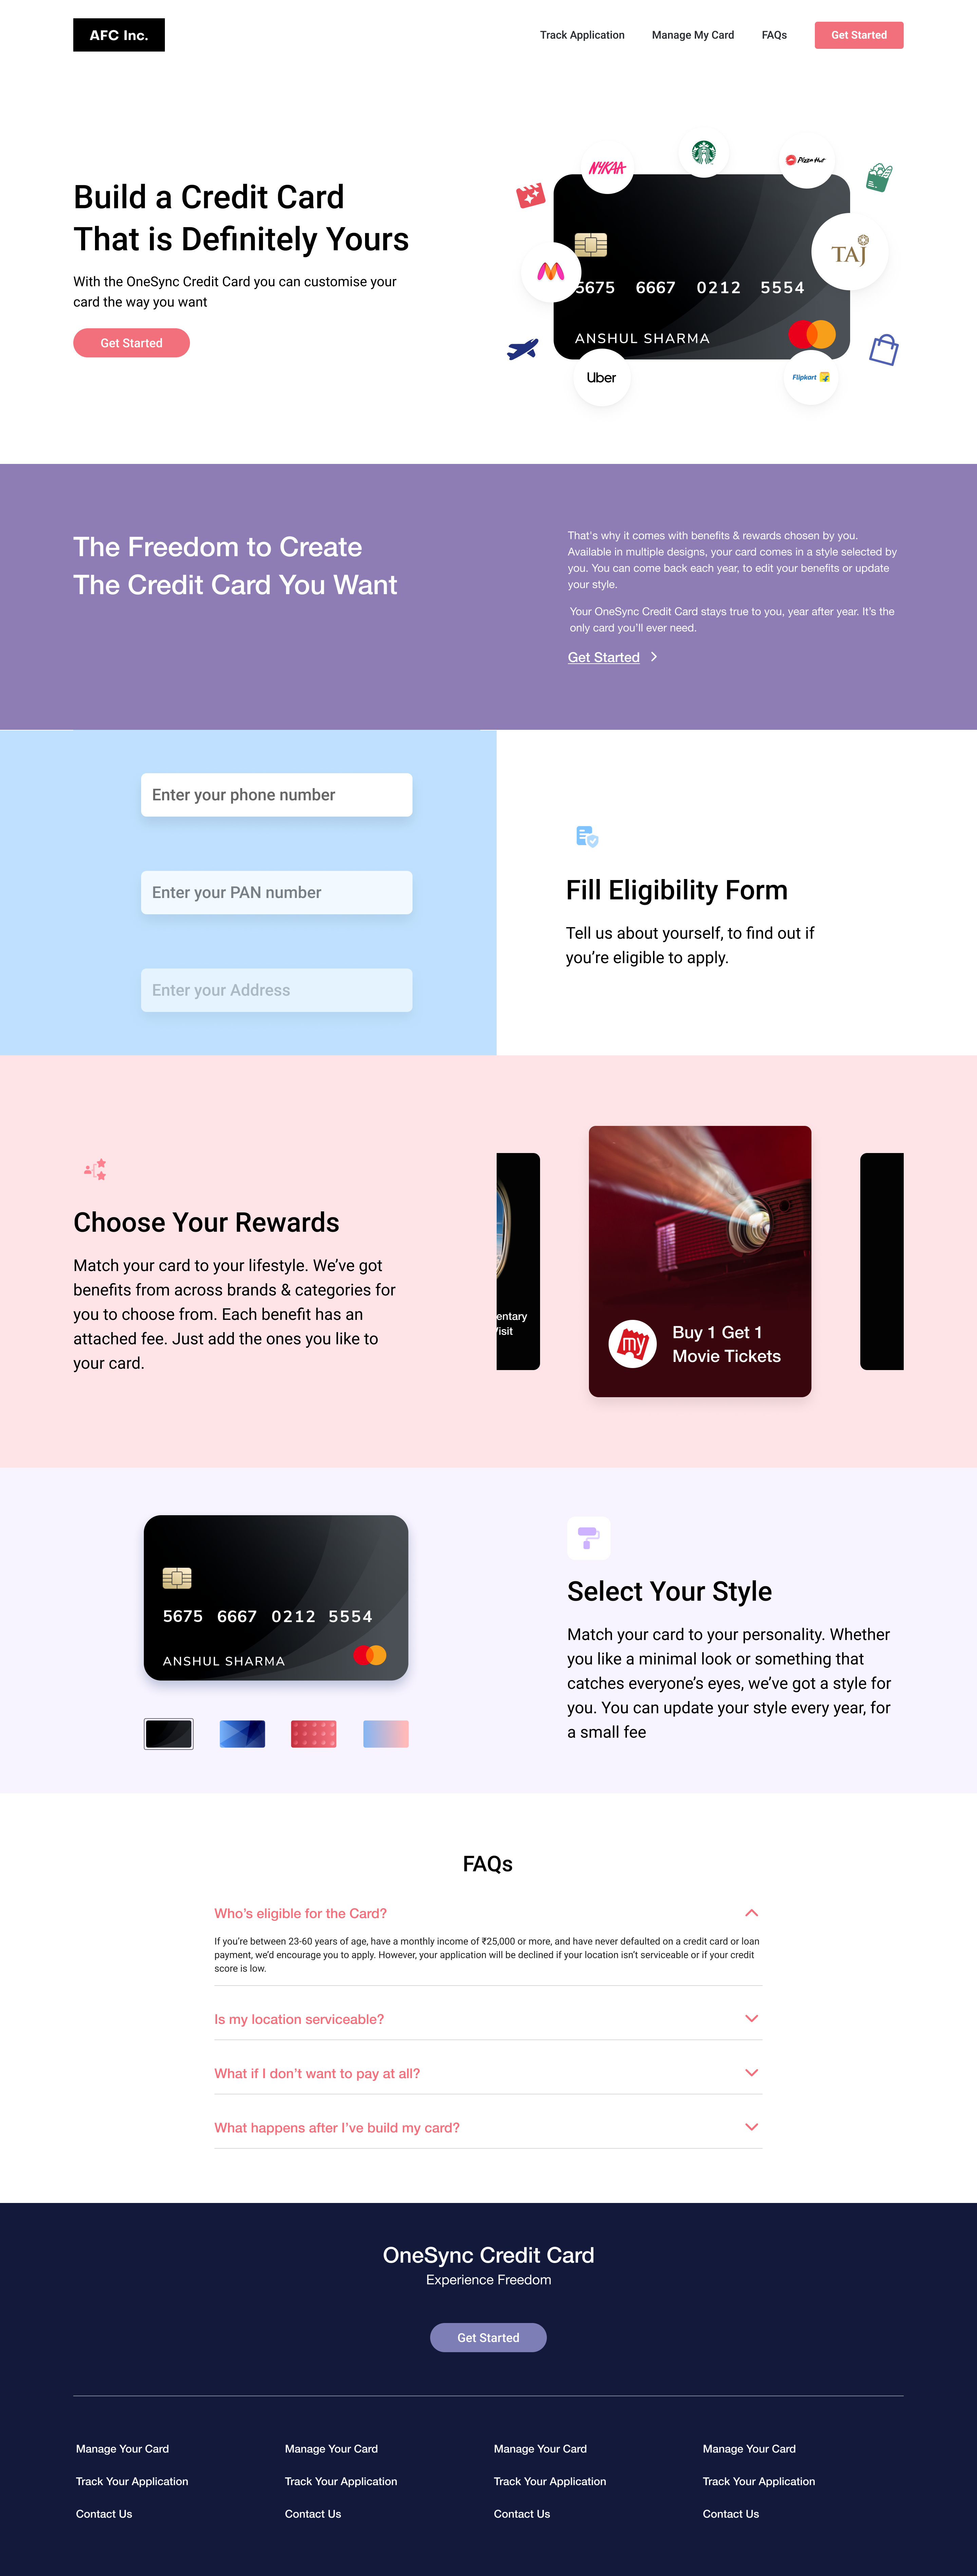 AFC Inc.
Track Application
Manage My Card
FAQs
Get Started
Build a Credit Card
That is Definitely Yours
With the OneSync Credit Card you can customise your
card the way you want
Get Started
NYKAA
Pizza Hut
TAJ
5675 6667 0212 5554
ANSHUL SHARMA
Uber
Flipkart
The Freedom to Create
The Credit Card You Want
That's why it comes with benefits & rewards chosen by you.
Available in multiple designs, your card comes in a style selected by
you. You can come back each year, to edit your benefits or update
your style.
Your OneSync Credit Card stays true to you, year after year. It's the
only card you'll ever need.
Get Started
Enter your phone number
Enter your PAN number
Enter your Address
Fill Eligibility Form
Tell us about yourself, to find out if
you're eligible to apply.
Choose Your Rewards
Match your card to your lifestyle. We've got
benefits from across brands & categories for
you to choose from. Each benefit has an
attached fee. Just add the ones you like to
your card.
entary
Visit
my
Buy 1 Get 1
Movie Tickets
5675 6667 0212 5554
ANSHUL SHARMA
Select Your Style
Match your card to your personality. Whether
you like a minimal look or something that
catches everyone's eyes, we've got a style for
you. You can update your style every year, for
a small fee
FAQs
Who's eligible for the Card?
If you're between 23-60 years of age, have a monthly income of ₹25,000 or more, and have never defaulted on a credit card or loan
payment, we'd encourage you to apply. However, your application will be declined if your location isn't serviceable or if your credit
score is low.
Is my location serviceable?
What if I don't want to pay at all?
What happens after I've build my card?
OneSync Credit Card
Experience Freedom
Get Started
Manage Your Card
Manage Your Card
Manage Your Card
Manage Your Card
Track Your Application
Track Your Application
Track Your Application
Track Your Application
Contact Us
Contact Us
Contact Us
Contact Us